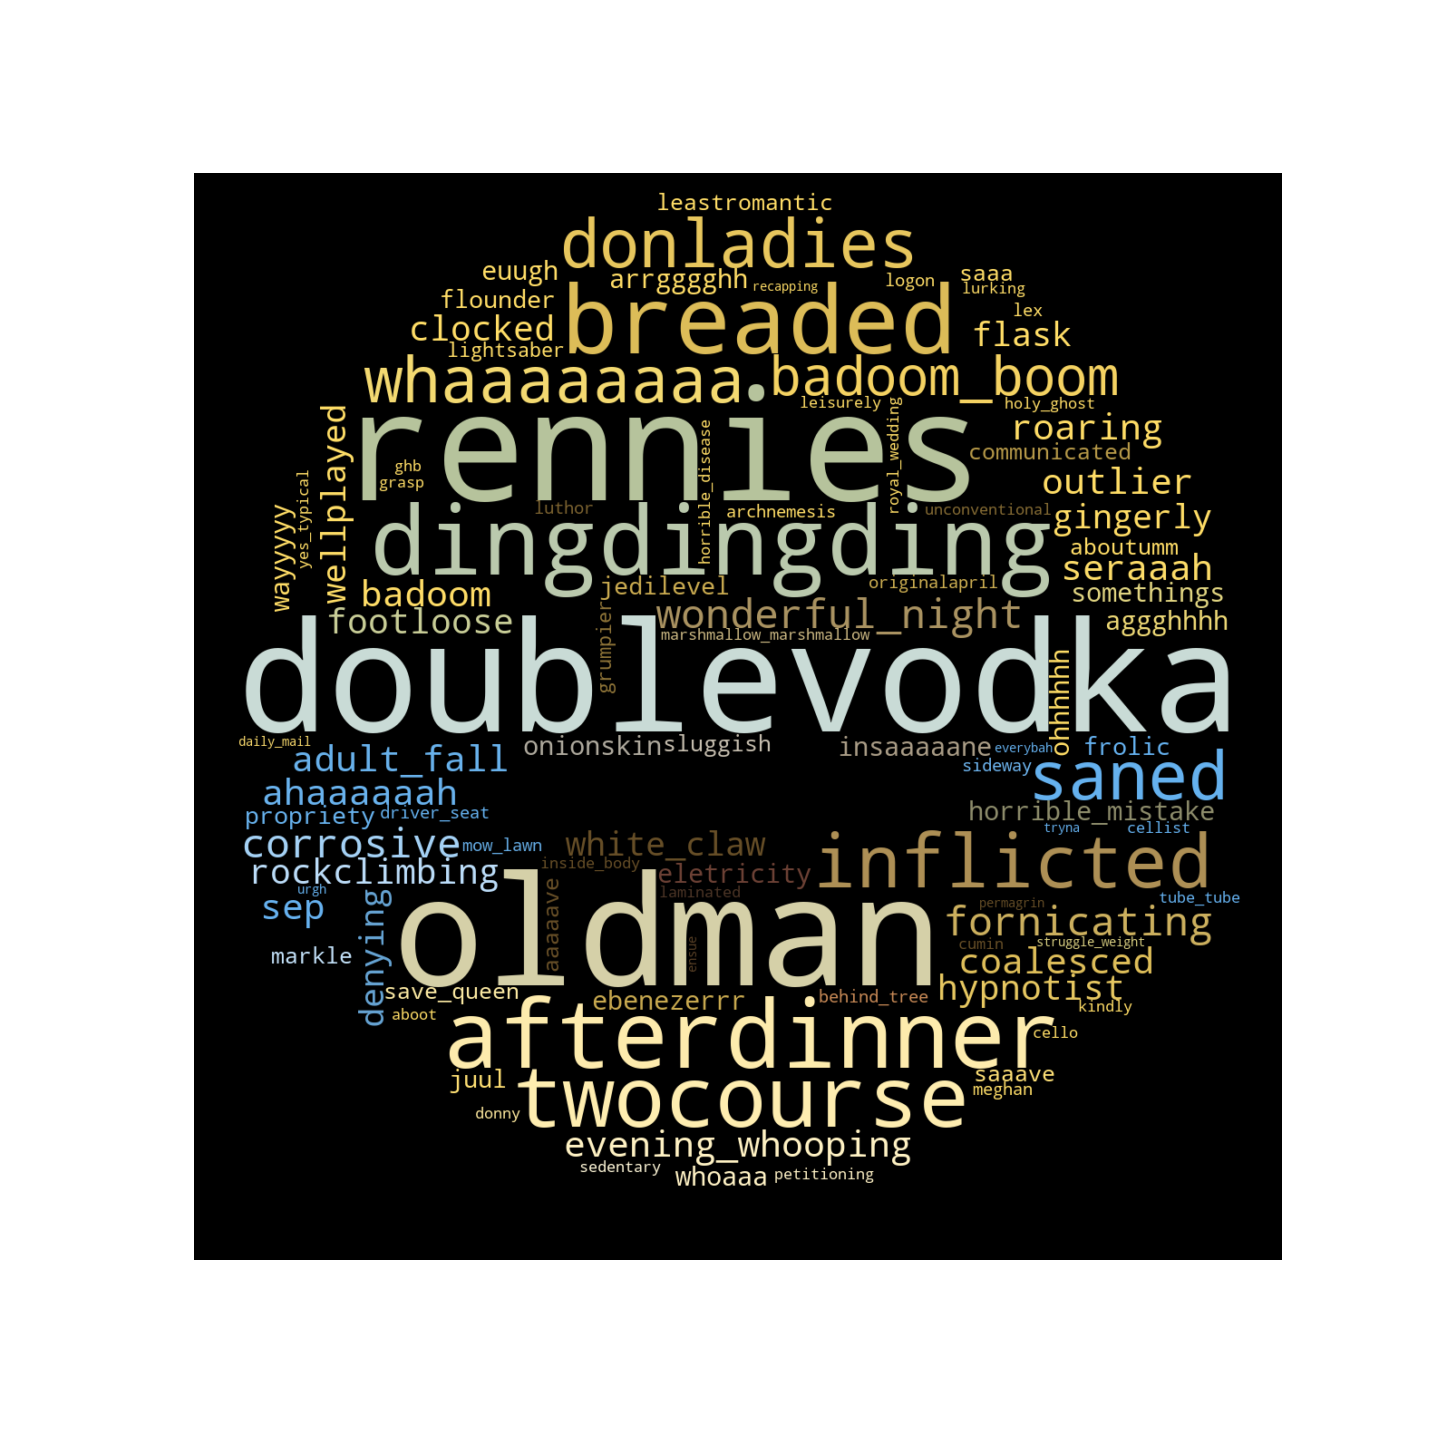 leastromantic
donladies
euugh
arrgggghh
recapping
logon
saaa
lurking
flounder
breaded
lex
clocked
flask
lightsaber
whaaaaaaaa
badoom_boom
leisurely
royal_wedding
holy_ghost
wellplayed
rennies
roaring
horrible_disease
communicated
ghb
grasp
yes_typical
outlier
wayyyyy
luthor
archnemesis
unconventional
gingerly
dingdingding
aboutumm
seraaah
badoom
jedilevel
originalapril
somethings
footloose
grumpier
wonderful_night
marshmallow_marshmallow
aggghhhh
doublevodka
ohhhhhh
daily_mail
adult_fall
onionskin
sluggish
insaaaaane
everybah
frolic
sideway
saned
ahaaaaaah
propriety
driver_seat
horrible_mistake
tryna
cellist
corrosive
mow_lawn
white_claw
inflicted
rockclimbing
inside_body
eletricity
urgh
sep
denying
aaaaave
laminated
permagrin
tube_tube
oldman
fornicating
markle
ensue
cumin
struggle_weight
coalesced
save_queen
ebenezerrr
behind_tree
hypnotist
aboot
kindly
afterdinner
cello
juul
saaave
twocourse
meghan
donny
evening_whooping
sedentary
whoaaa
petitioning